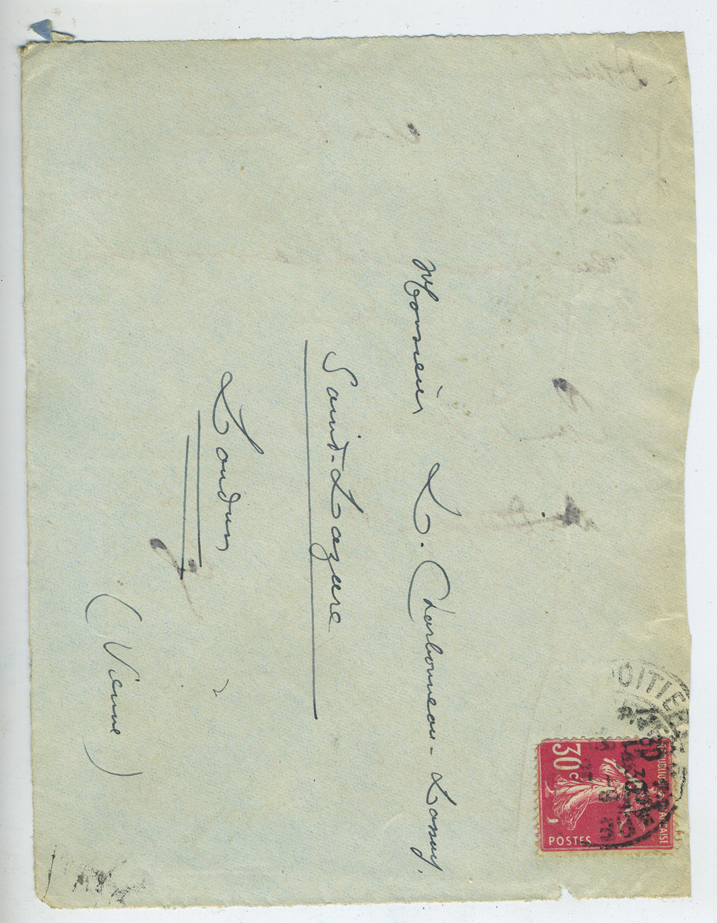 Monsieur L. Charbonneau-Lassay,
Saint-Lazare
à
Loudun
(Vienne)
30c
POSTES